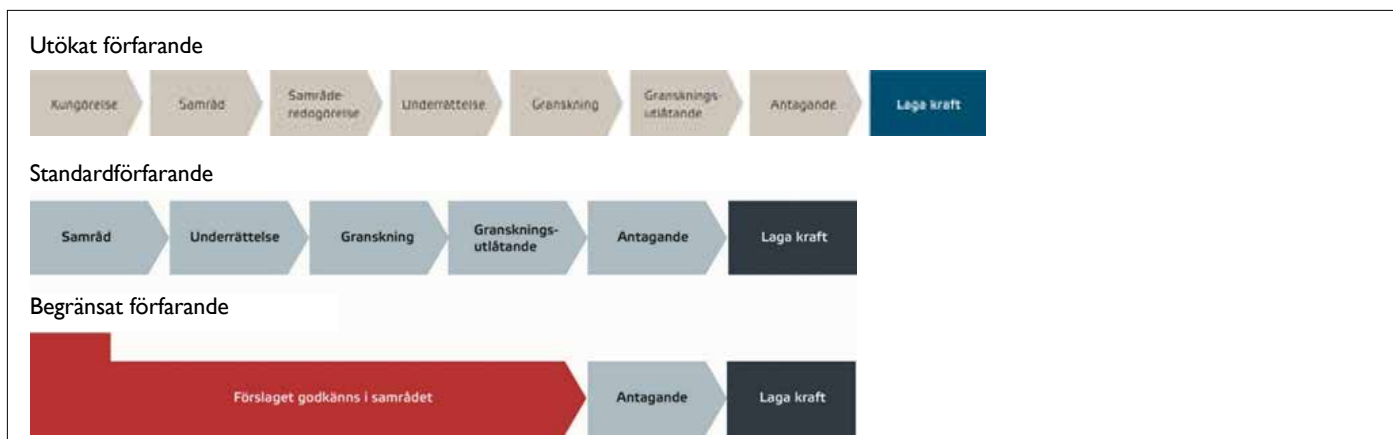 Utökat förfarande
Kungörelse
Samråd
Samråds-
redogörelse
Underrättelse
Granskning
Gransknings-
utlåtande
Antagande
Laga kraft
Standardförfarande
Samråd
Underrättelse
Granskning
Gransknings-
utlåtande
Antagande
Laga kraft
Begränsat förfarande
Förslaget godkänns i samrådet
Antagande
Laga kraft